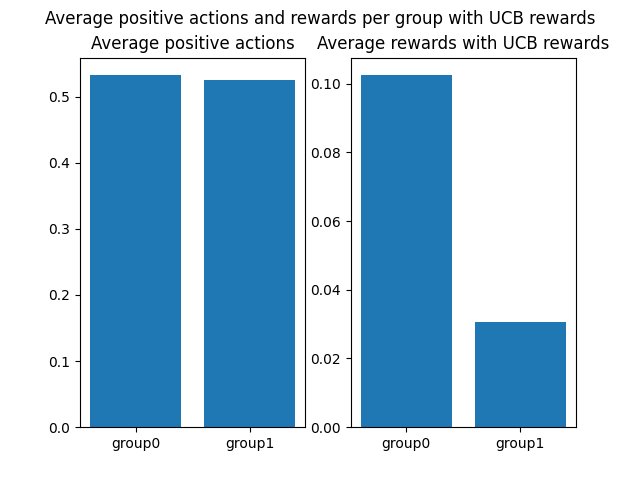 Average positive actions and rewards per group with UCB rewards
Average positive actions
0.5
0.4
0.3
0.2
0.1
0.0
group0
group1
Average rewards with UCB rewards
0.10
0.08
0.06
0.04
0.02
0.00
group0
group1